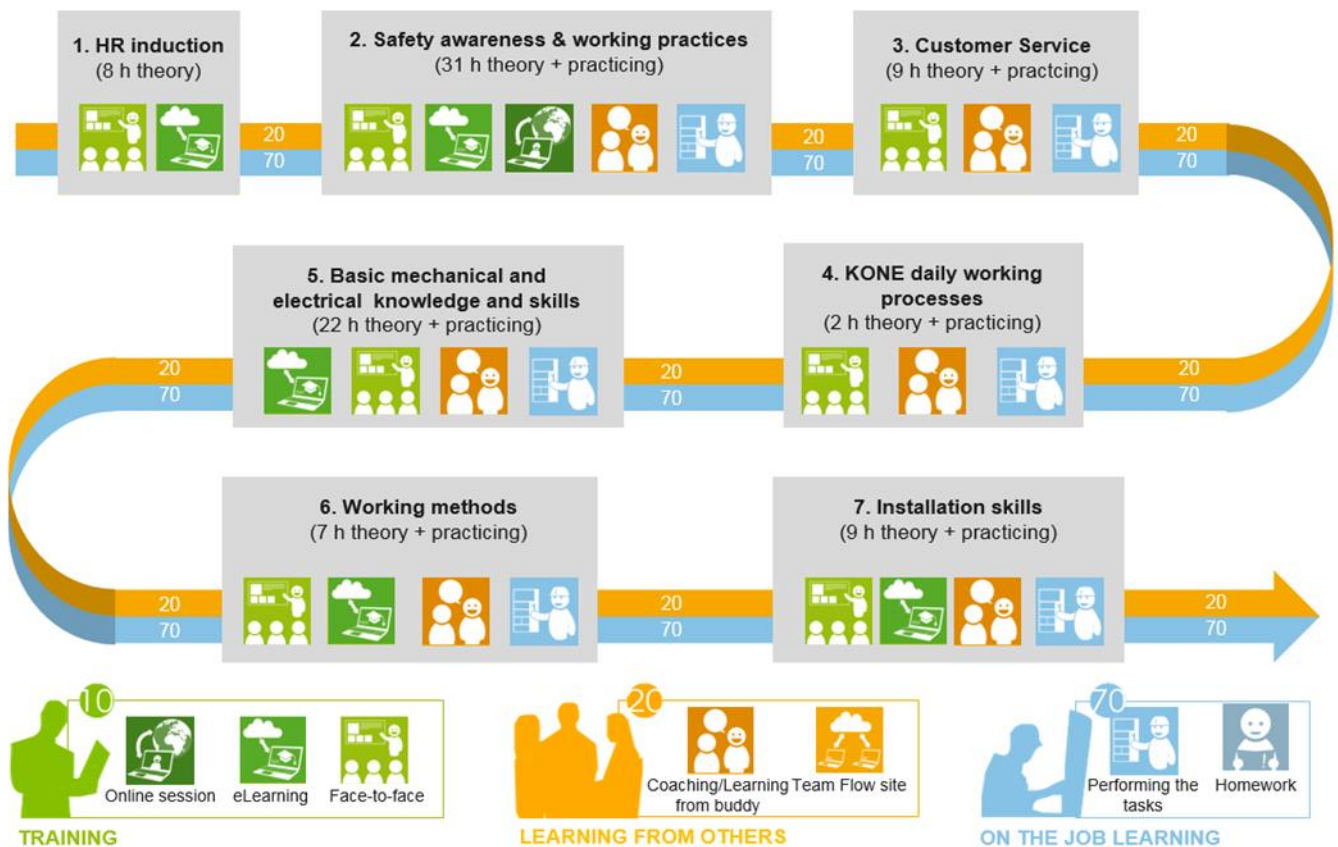 1. HR induction
(8 h theory)
2. Safety awareness & working practices
(31 h theory + practicing)
3. Customer Service
(9 h theory + practcing)
20
70
20
70
20
70
5. Basic mechanical and
electrical knowledge and skills
(22 h theory + practicing)
4. KONE daily working
processes
(2 h theory + practicing)
20
70
20
70
20
70
6. Working methods
(7 h theory + practicing)
7. Installation skills
(9 h theory + practicing)
20
70
20
70
20
70
10
Online session
eLearning
Face-to-face
TRAINING
20
Coaching/Learning
from buddy
Team Flow site
LEARNING FROM OTHERS
70
Performing the
tasks
Homework
ON THE JOB LEARNING